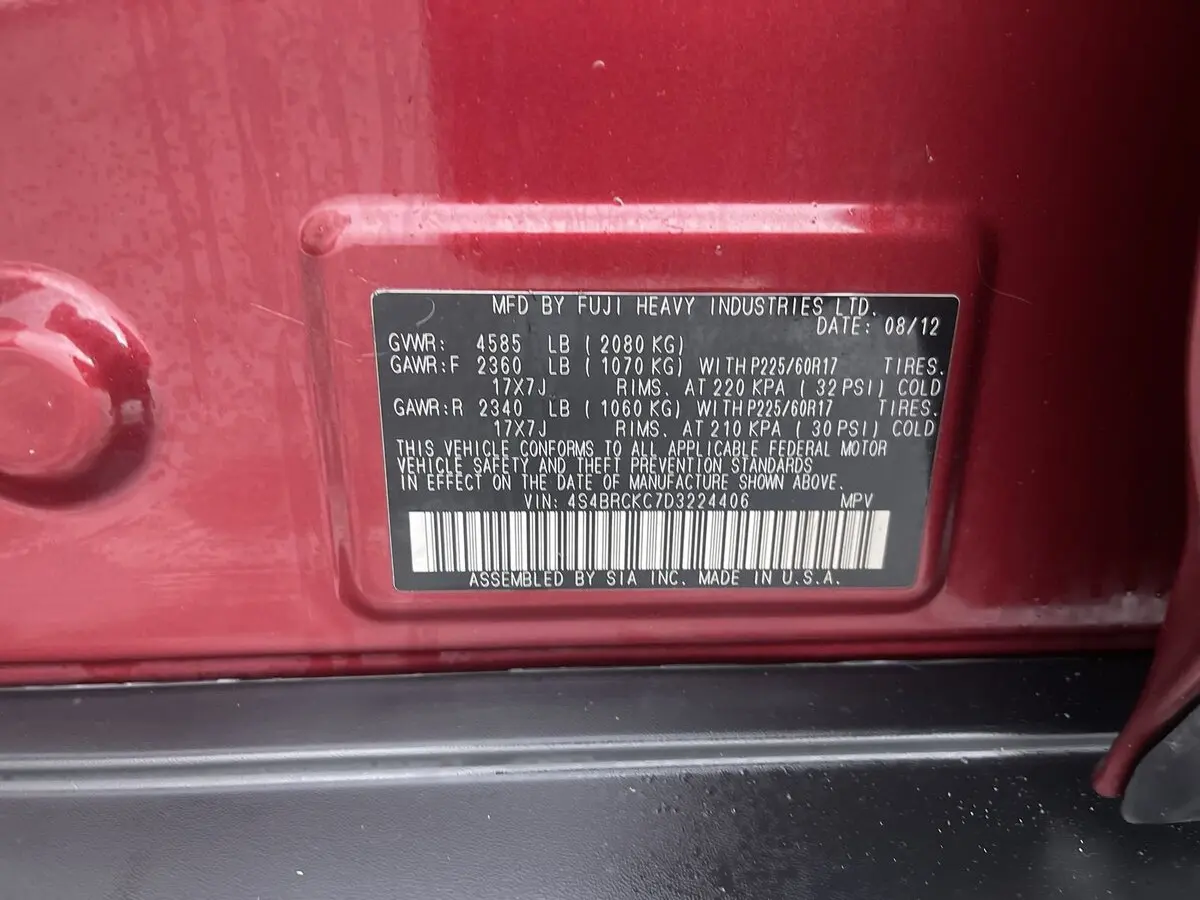 MFD BY FUJI HEAVY INDUSTRIES LTD.
DATE: 08/12
GVWR: 4585 LB (2080 KG)
GAWR:F 2360 LB (1070 KG) WITH P225/60R17 TIRES.
17X7J RIMS. AT 220 KPA (32 PSI) COLD
GAWR:R 2340 LB (1060 KG) WITH P225/60R17 TIRES.
17X7J RIMS. AT 210 KPA (30 PSI) COLD
THIS VEHICLE CONFORMS TO ALL APPLICABLE FEDERAL MOTOR
VEHICLE SAFETY AND THEFT PREVENTION STANDARDS
IN EFFECT ON THE DATE OF MANUFACTURE SHOWN ABOVE.
VIN: 4S4BRCKC7D3224406 MPV
ASSEMBLED BY SIA INC. MADE IN U.S.A.